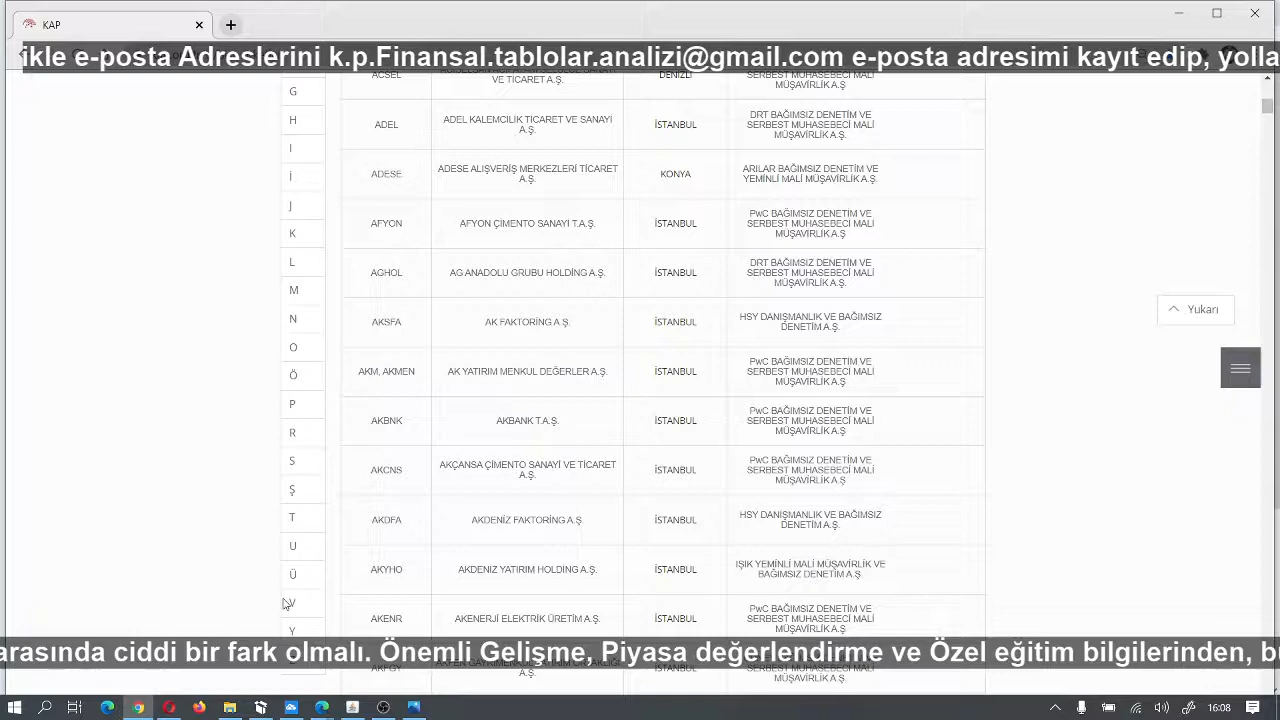 KAP
ikle e-posta Adreslerini k.p.Finansal.tablolar.analizi@gmail.com e-posta adresimi kayıt edip, yolla
G
H
I
İ
J
K
L
M
N
O
Ö
P
R
S
Ş
T
U
Ü
V
Y
ACSEL
VE TİCARET A.Ş.
DENİZLİ
SERBEST MUHASEBECİ MALİ
MÜŞAVİRLİK A.Ş.
ADEL
ADEL KALEMCİLİK TİCARET VE SANAYİ
A.Ş.
İSTANBUL
DRT BAĞIMSIZ DENETİM VE
SERBEST MUHASEBECİ MALİ
MÜŞAVİRLİK A.Ş.
ADESE
ADESE ALIŞVERİŞ MERKEZLERİ TİCARET
A.Ş.
KONYA
ARILAR BAĞIMSIZ DENETİM VE
YEMİNLİ MALİ MÜŞAVİRLİK A.Ş.
AFYON
AFYON ÇİMENTO SANAYİ T.A.Ş.
İSTANBUL
PwC BAĞIMSIZ DENETİM VE
SERBEST MUHASEBECİ MALİ
MÜŞAVİRLİK A.Ş
AGHOL
AG ANADOLU GRUBU HOLDİNG A.Ş.
İSTANBUL
DRT BAĞIMSIZ DENETİM VE
SERBEST MUHASEBECİ MALİ
MÜŞAVİRLİK A.Ş.
AKSFA
AK FAKTORİNG A.Ş.
İSTANBUL
HSY DANIŞMANLIK VE BAĞIMSIZ
DENETİM A.Ş.
AKM, AKMEN
AK YATIRIM MENKUL DEĞERLER A.Ş.
İSTANBUL
PwC BAĞIMSIZ DENETİM VE
SERBEST MUHASEBECİ MALİ
MÜŞAVİRLİK A.Ş
AKBNK
AKBANK T.A.Ş.
İSTANBUL
PwC BAĞIMSIZ DENETİM VE
SERBEST MUHASEBECİ MALİ
MÜŞAVİRLİK A.Ş
AKCNS
AKÇANSA ÇİMENTO SANAYİ VE TİCARET
A.Ş.
İSTANBUL
PwC BAĞIMSIZ DENETİM VE
SERBEST MUHASEBECİ MALİ
MÜŞAVİRLİK A.Ş
AKDFA
AKDENİZ FAKTORİNG A.Ş
İSTANBUL
HSY DANIŞMANLIK VE BAĞIMSIZ
DENETİM A.Ş.
AKYHO
AKDENİZ YATIRIM HOLDİNG A.Ş.
İSTANBUL
IŞIK YEMİNLİ MALİ MÜŞAVİRLİK VE
BAĞIMSIZ DENETİM A.Ş.
AKENR
AKENERJİ ELEKTRİK ÜRETİM A.Ş.
İSTANBUL
PwC BAĞIMSIZ DENETİM VE
SERBEST MUHASEBECİ MALİ
MÜŞAVİRLİK A.Ş
Yukarı
arasında ciddi bir fark olmalı. Önemli Gelişme, Piyasa değerlendirme ve Özel eğitim bilgilerinden, bu
A.Ş.
MÜŞAVİRLİK A.Ş.
16:08